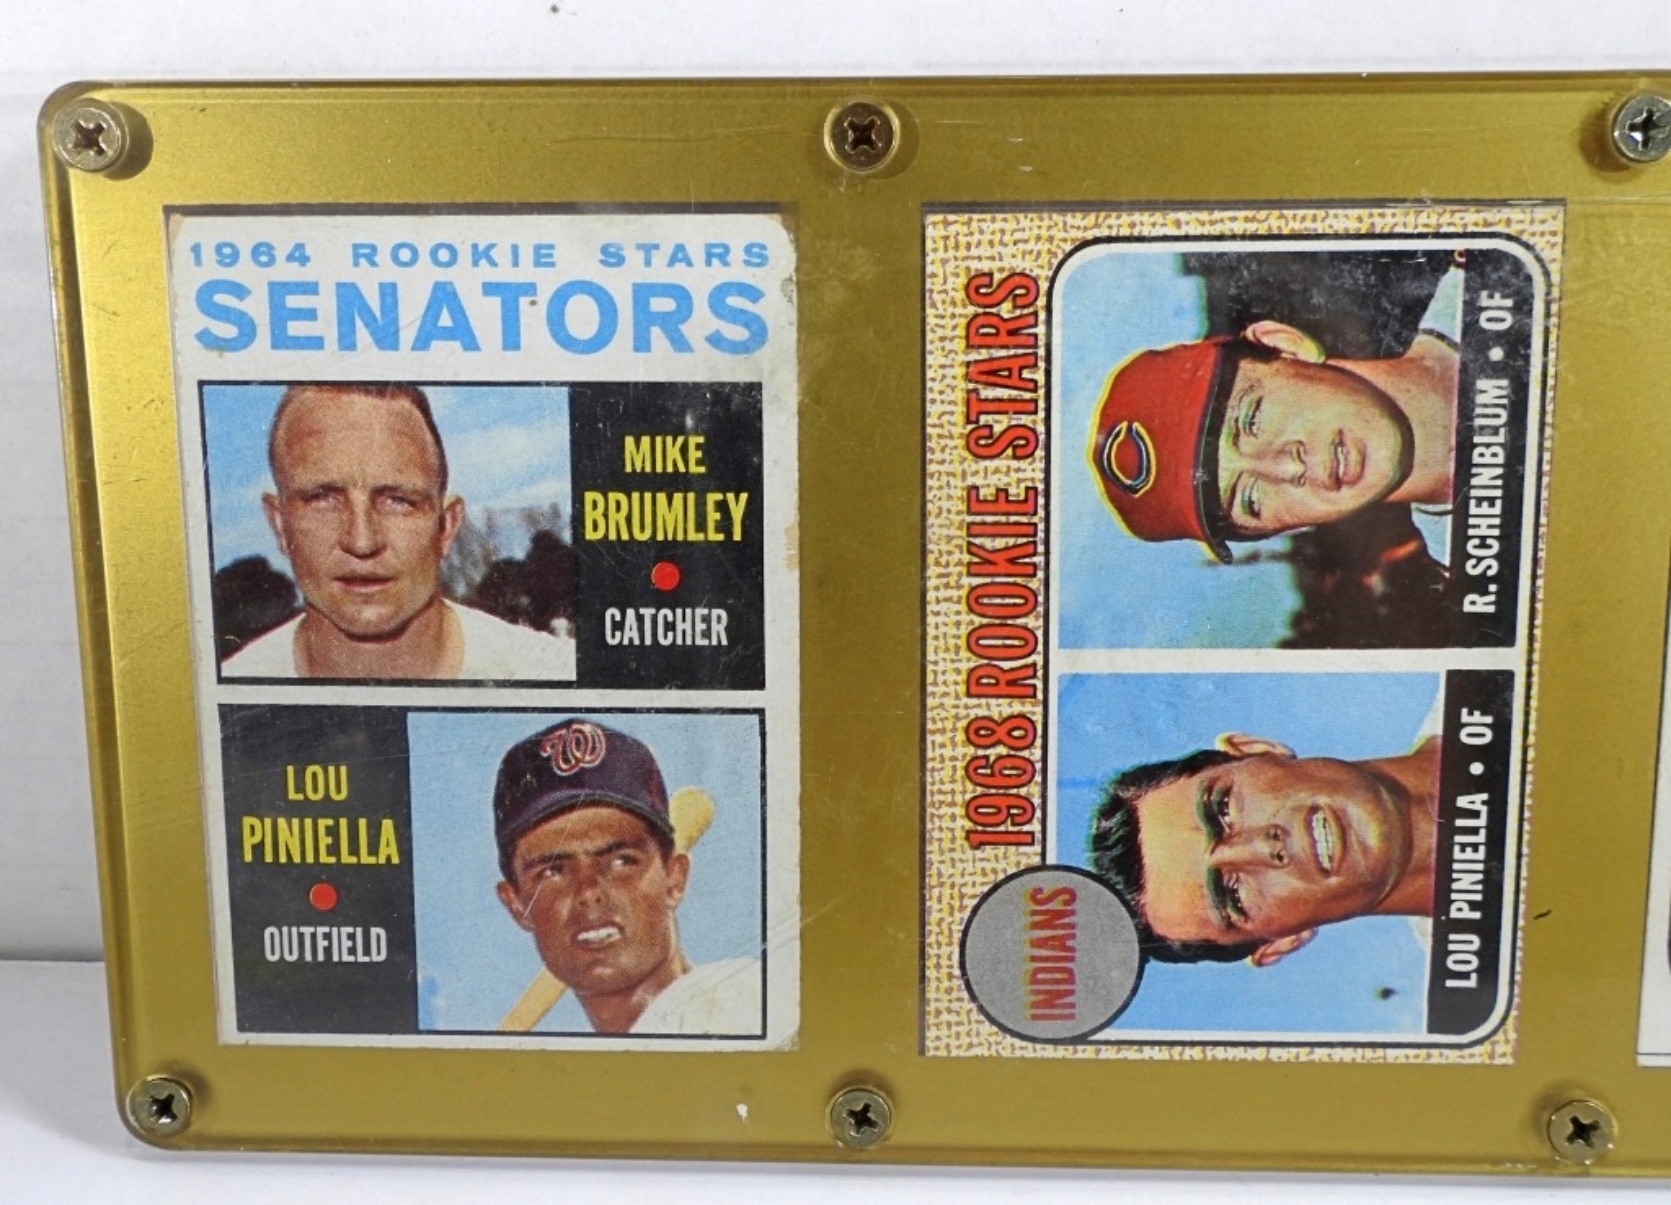 1964 ROOKIE STARS
SENATORS
MIKE
BRUMLEY
CATCHER
LOU
PINIELLA
OUTFIELD
W
1968 ROOKIE STARS
INDIANS
C
LOU PINIELLA • OF
R. SCHEINBLUM • OF